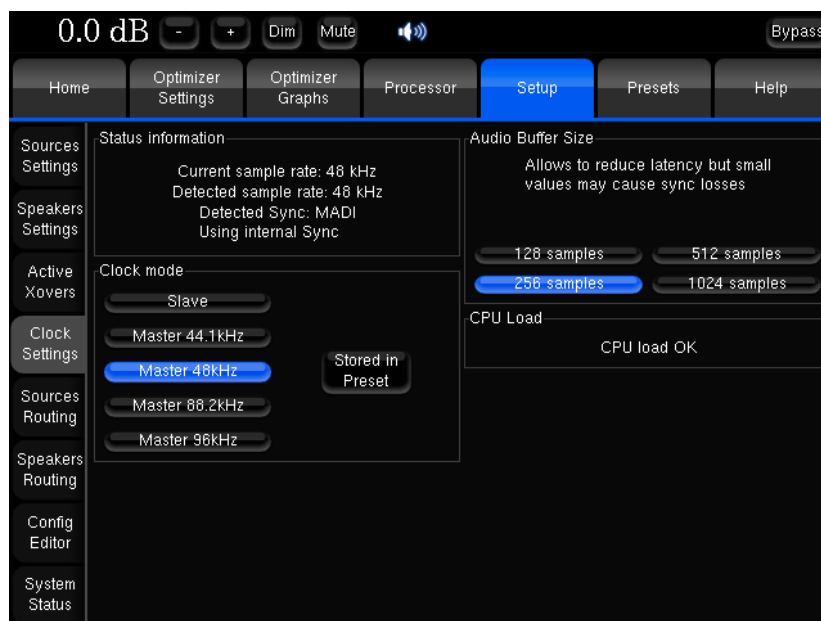 0.0 dB - + Dim Mute Bypass
Home Optimizer Settings Optimizer Graphs Processor Setup Presets Help
Sources Settings
Speakers Settings
Active Xovers
Clock Settings
Sources Routing
Speakers Routing
Config Editor
System Status
Status information
Current sample rate: 48 kHz
Detected sample rate: 48 kHz
Detected Sync: MADI
Using internal Sync
Clock mode
Slave
Master 44.1kHz
Master 48kHz
Master 88.2kHz
Master 96kHz
Stored in
Preset
Audio Buffer Size
Allows to reduce latency but small
values may cause sync losses
128 samples 512 samples
256 samples 1024 samples
CPU Load
CPU load OK